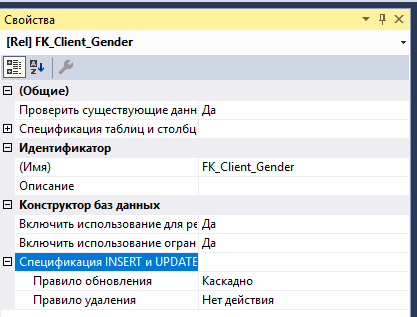 Свойства
[Rel] FK_Client_Gender
(Общие)
Проверить существующие данн Да
Спецификация таблиц и столбц
Идентификатор
(Имя) FK_Client_Gender
Описание
Конструктор баз данных
Включить использование для ре Да
Включить использование огран Да
Спецификация INSERT и UPDATE
Правило обновления Каскадно
Правило удаления Нет действия